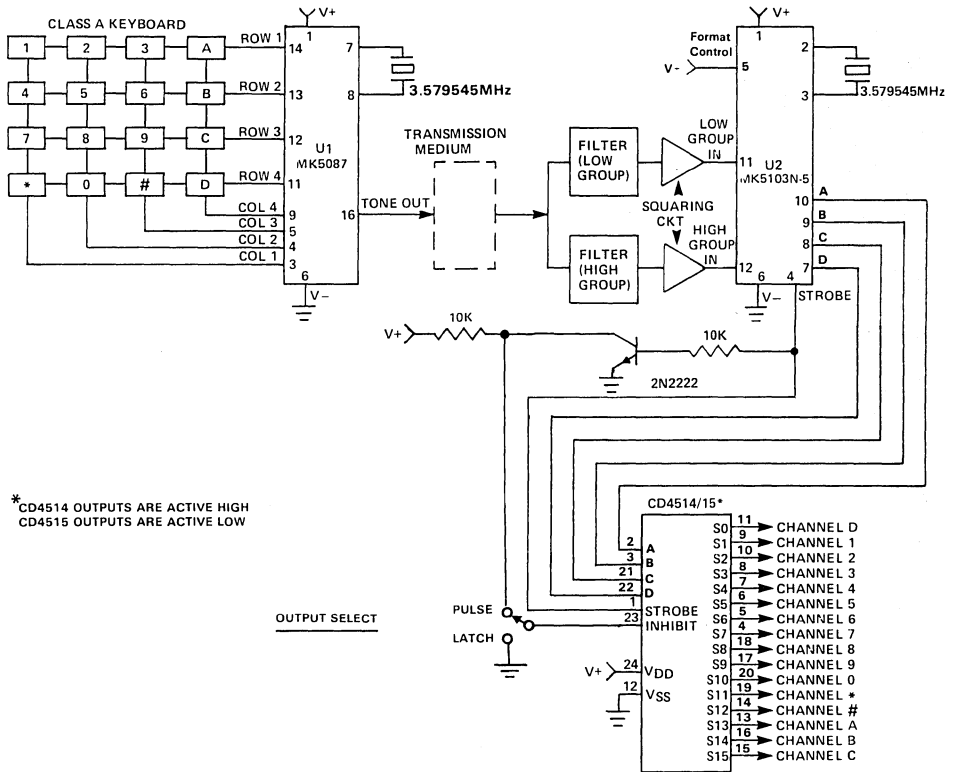 CLASS A KEYBOARD
1 2 3 A
4 5 6 B
7 8 9 C
* 0 # D
ROW 1
ROW 2
ROW 3
ROW 4
COL 4
COL 3
COL 2
COL 1
V+
1
14
13
12
11
9
5
4
3
7
8
16
6
V-
U1
MK5087
3.579545MHz
TONE OUT
TRANSMISSION
MEDIUM
FILTER
(LOW
GROUP)
FILTER
(HIGH
GROUP)
SQUARING
CKT
LOW
GROUP
IN
HIGH
GROUP
IN
Format
Control
V-
V+
1
5
2
3
3.579545MHz
11
U2
MK5103N-5
10 A
9 B
8 C
7 D
12
6
4
V-
STROBE
V+
10K
10K
2N2222
*CD4514 OUTPUTS ARE ACTIVE HIGH
CD4515 OUTPUTS ARE ACTIVE LOW
OUTPUT SELECT
PULSE
LATCH
CD4514/15*
2 A
3 B
21 C
22 D
1 STROBE
23 INHIBIT
V+ 24 VDD
12 VSS
S0 11 CHANNEL D
S1 9 CHANNEL 1
S2 10 CHANNEL 2
S3 8 CHANNEL 3
S4 7 CHANNEL 4
S5 6 CHANNEL 5
S6 5 CHANNEL 6
S7 4 CHANNEL 7
S8 18 CHANNEL 8
S9 17 CHANNEL 9
S10 20 CHANNEL 0
S11 19 CHANNEL *
S12 14 CHANNEL #
S13 13 CHANNEL A
S14 16 CHANNEL B
S15 15 CHANNEL C